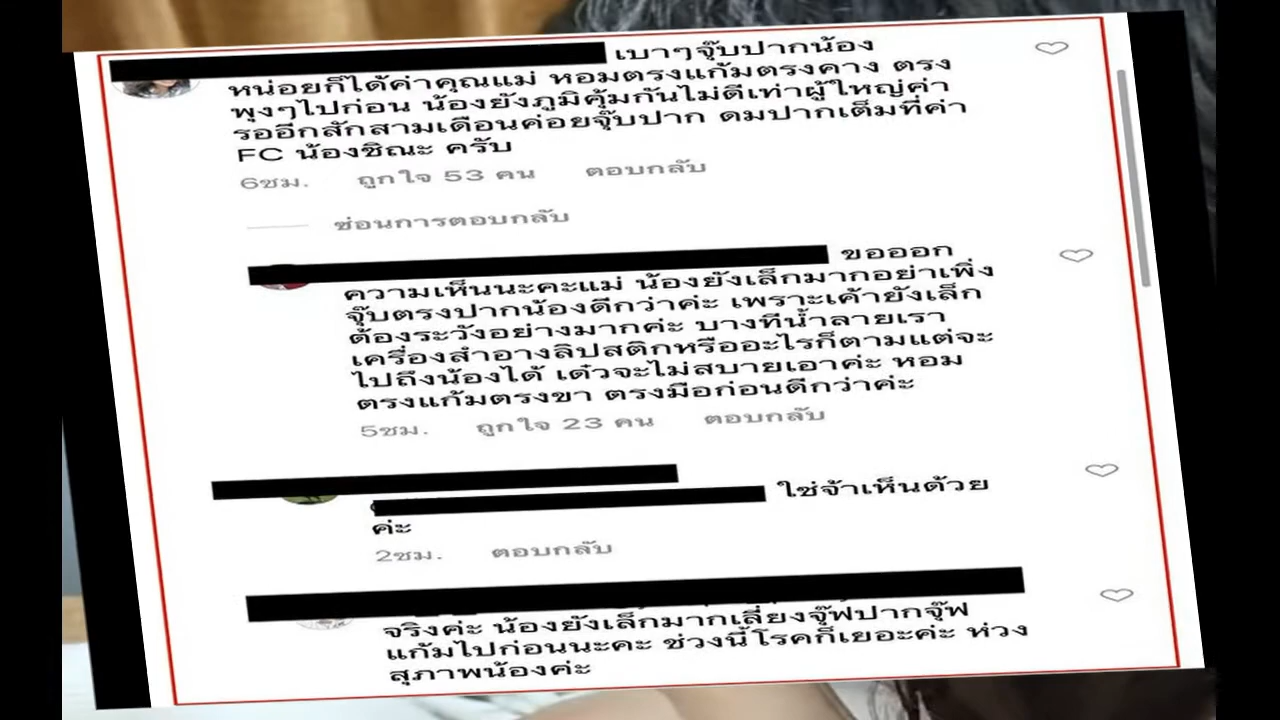 เบาๆจุ๊บปากน้อง
หน่อยก็ได้ค่าคุณแม่ หอมตรงแก้มตรงคาง ตรง
พุงๆไปก่อน น้องยังภูมิคุ้มกันไม่ดีเท่าผู้ใหญ่ค่า
รออีกสักสามเดือนค่อยจุ๊บปาก ดมปากเต็มที่ค่า
FC น้องชิณะ ครับ
6ชม. ถูกใจ 53 คน ตอบกลับ
ซ่อนการตอบกลับ
ขอออก
ความเห็นนะคะแม่ น้องยังเล็กมากอย่าเพิ่ง
จุ๊บตรงปากน้องดีกว่าค่ะ เพราะเค้ายังเล็ก
ต้องระวังอย่างมากค่ะ บางทีน้ำลายเรา
เครื่องสำอางลิปสติกหรืออะไรก็ตามแต่จะ
ไปถึงน้องได้ เด๋วจะไม่สบายเอาค่ะ หอม
ตรงแก้มตรงขา ตรงมือก่อนดีกว่าค่ะ
5ชม. ถูกใจ 23 คน ตอบกลับ
ใช่จ้าเห็นด้วย
ค่ะ
2ชม. ตอบกลับ
จริงค่ะ น้องยังเล็กมากเลี่ยงจุ๊ฟปากจุ๊ฟ
แก้มไปก่อนนะคะ ช่วงนี้โรคก็เยอะค่ะ ห่วง
สุภาพน้องค่ะ